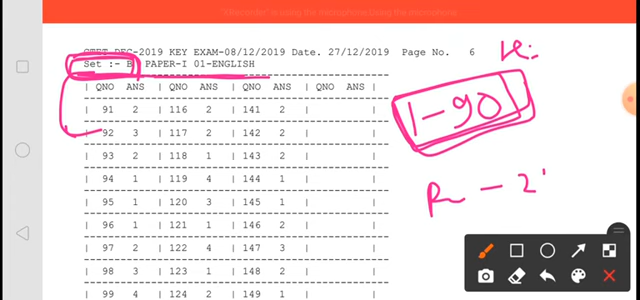 CTET DEC-2019 KEY EXAM-08/12/2019 Date. 27/12/2019 Page No. 6
Set :- B PAPER-I 01-ENGLISH
| QNO ANS | QNO ANS | QNO ANS | QNO ANS |
| 91 2 | 116 2 | 141 2 | |
| 92 3 | 117 2 | 142 2 | |
| 93 2 | 118 1 | 143 2 | |
| 94 1 | 119 4 | 144 1 | |
| 95 1 | 120 3 | 145 1 | |
| 96 1 | 121 1 | 146 2 | |
| 97 2 | 122 4 | 147 3 | |
| 98 3 | 123 1 | 148 2 | |
| 99 4 | 124 2 | 149 1 |
1-90